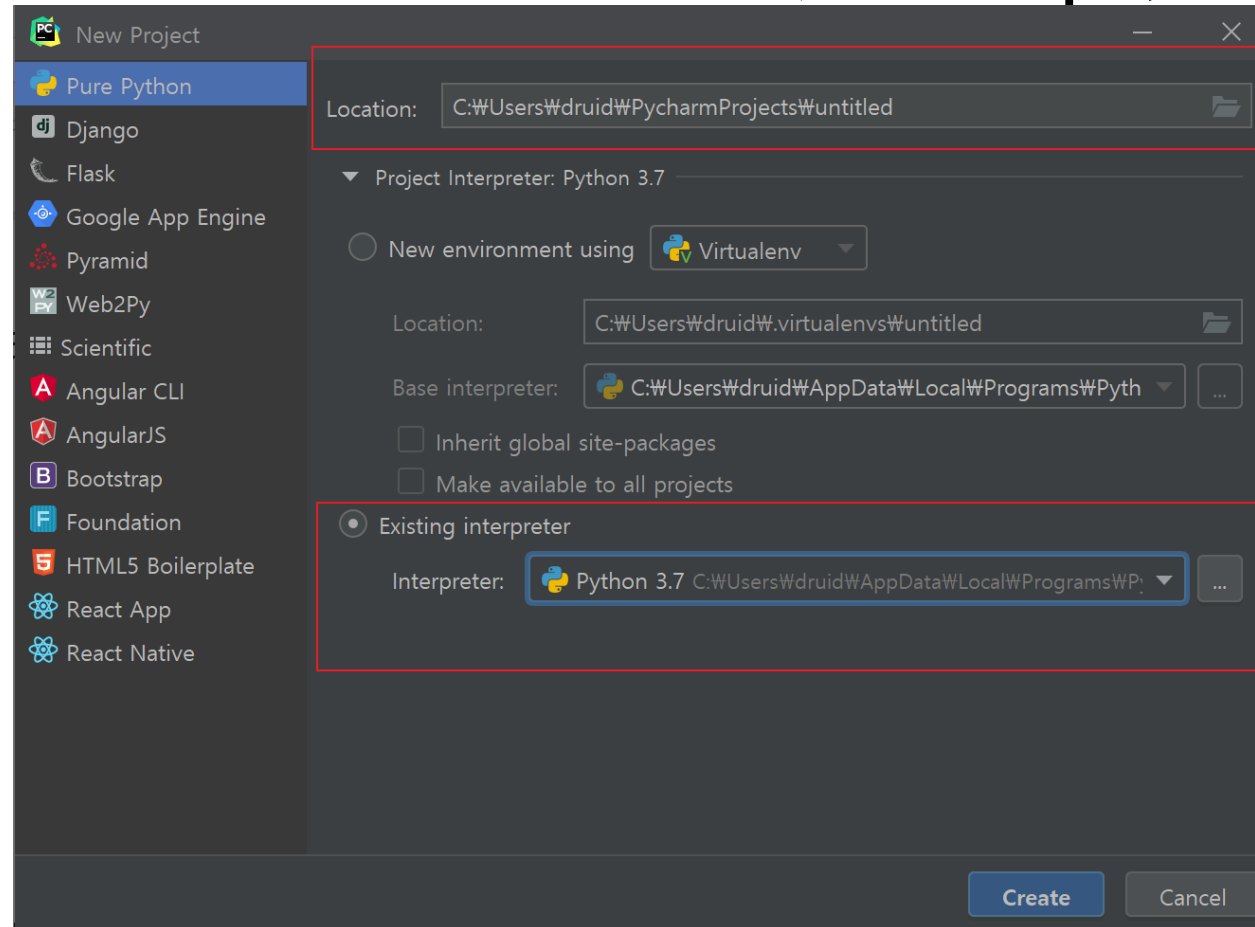 New Project
Pure Python
Django
Flask
Google App Engine
Pyramid
Web2Py
Scientific
Angular CLI
AngularJS
Bootstrap
Foundation
HTML5 Boilerplate
React App
React Native
Location: C:₩Users₩druid₩PycharmProjects₩untitled
Project Interpreter: Python 3.7
New environment using Virtualenv
Location: C:₩Users₩druid₩.virtualenvs₩untitled
Base interpreter: C:₩Users₩druid₩AppData₩Local₩Programs₩Pyth ...
Inherit global site-packages
Make available to all projects
Existing interpreter
Interpreter: Python 3.7 C:₩Users₩druid₩AppData₩Local₩Programs₩Py ...
Create Cancel